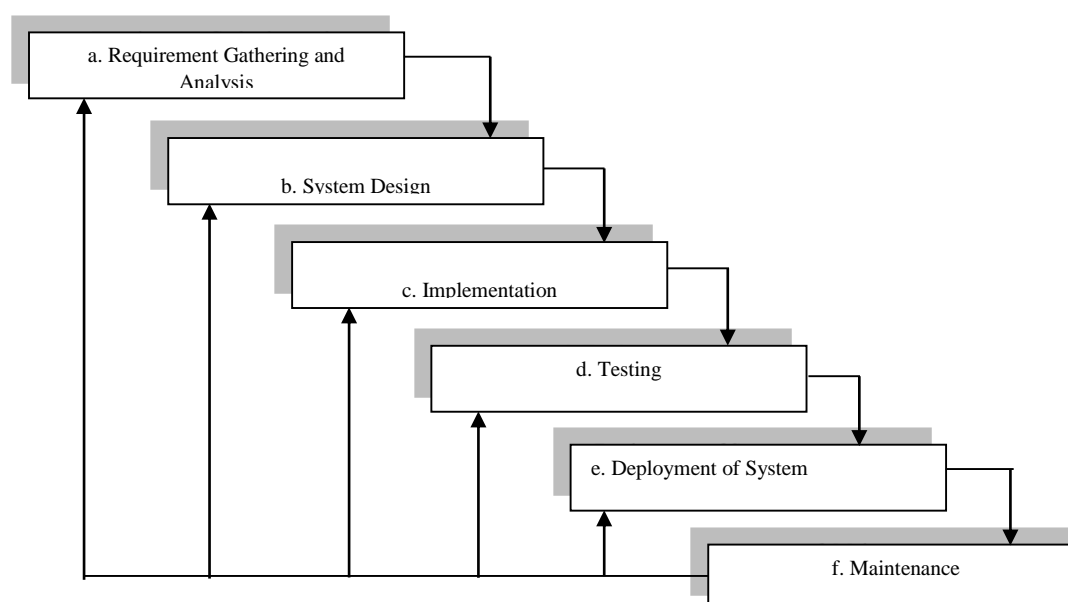 a. Requirement Gathering and
Analysis
b. System Design
c. Implementation
d. Testing
e. Deployment of System
f. Maintenance